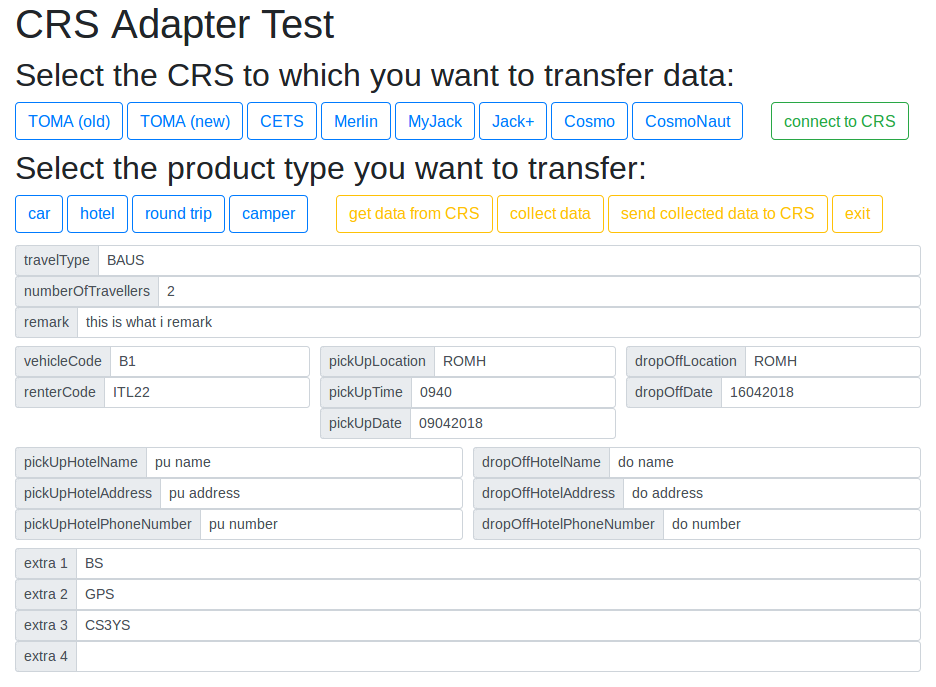 CRS Adapter Test
Select the CRS to which you want to transfer data:
TOMA (old) TOMA (new) CETS Merlin MyJack Jack+ Cosmo CosmoNaut connect to CRS
Select the product type you want to transfer:
car hotel round trip camper get data from CRS collect data send collected data to CRS exit
travelType BAUS
numberOfTravellers 2
remark this is what i remark
vehicleCode B1 pickUpLocation ROMH dropOffLocation ROMH
renterCode ITL22 pickUpTime 0940 dropOffDate 16042018
pickUpDate 09042018
pickUpHotelName pu name dropOffHotelName do name
pickUpHotelAddress pu address dropOffHotelAddress do address
pickUpHotelPhoneNumber pu number dropOffHotelPhoneNumber do number
extra 1 BS
extra 2 GPS
extra 3 CS3YS
extra 4